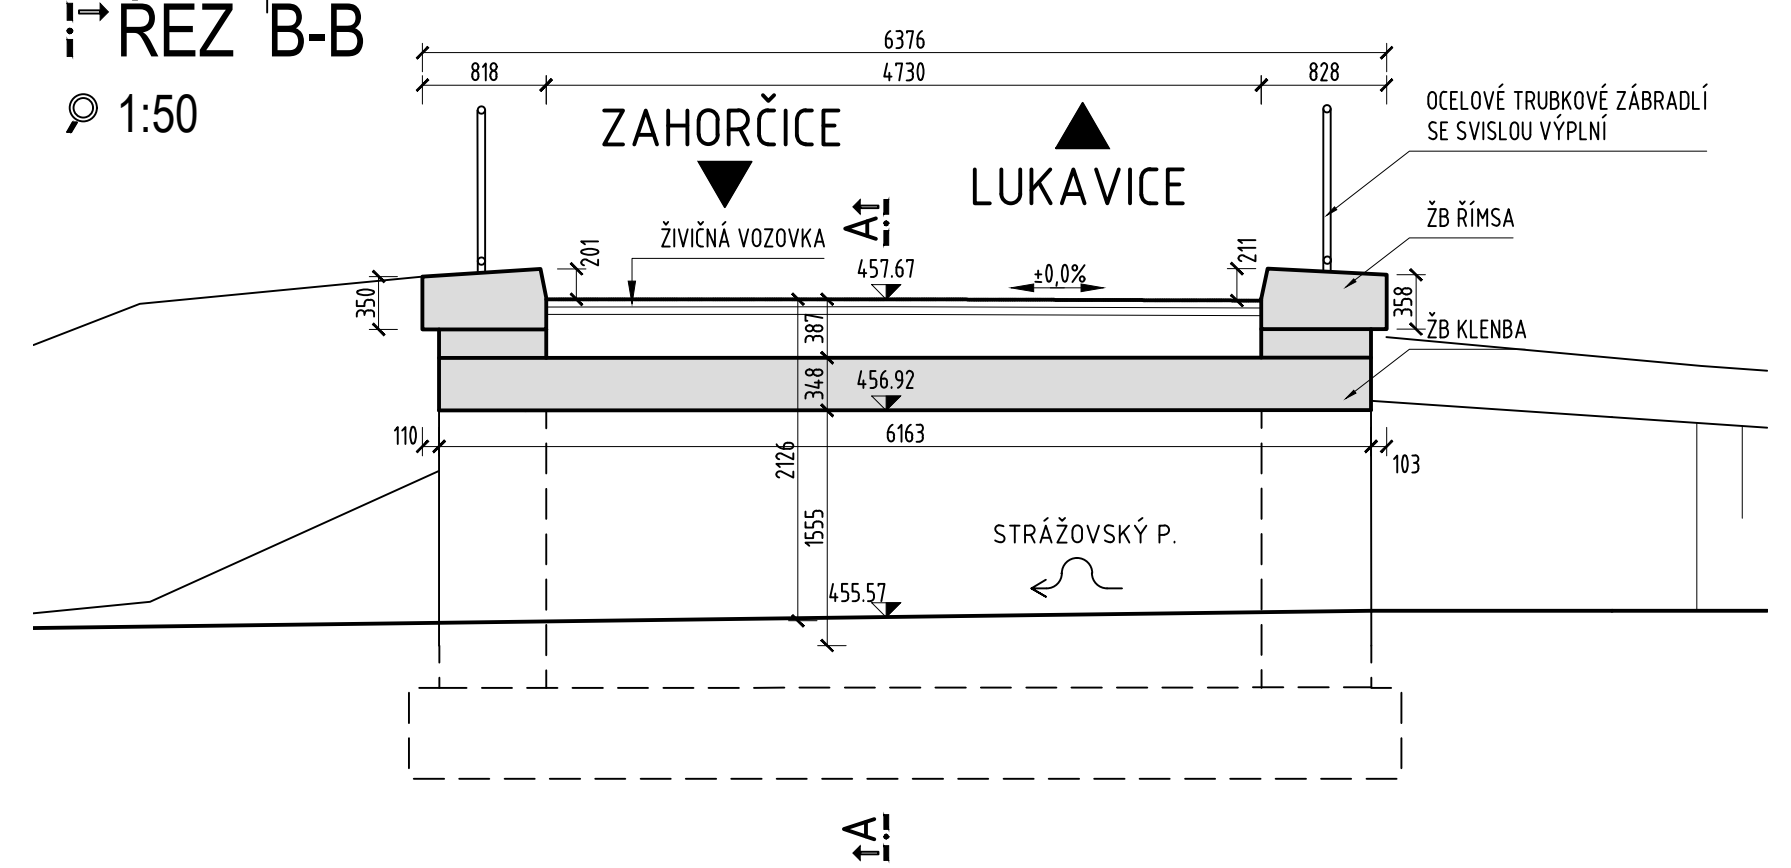 ŘEZ B-B
1:50
6376
818
4730
828
ZAHORČICE
LUKAVICE
OCELOVÉ TRUBKOVÉ ZÁBRADLÍ
SE SVISLOU VÝPLNÍ
A
ŽB ŘÍMSA
ŽIVIČNÁ VOZOVKA
201
211
457.67
±0,0%
350
358
387
ŽB KLENBA
348
456.92
110
6163
103
2126
1555
STRÁŽOVSKÝ P.
455.57
A